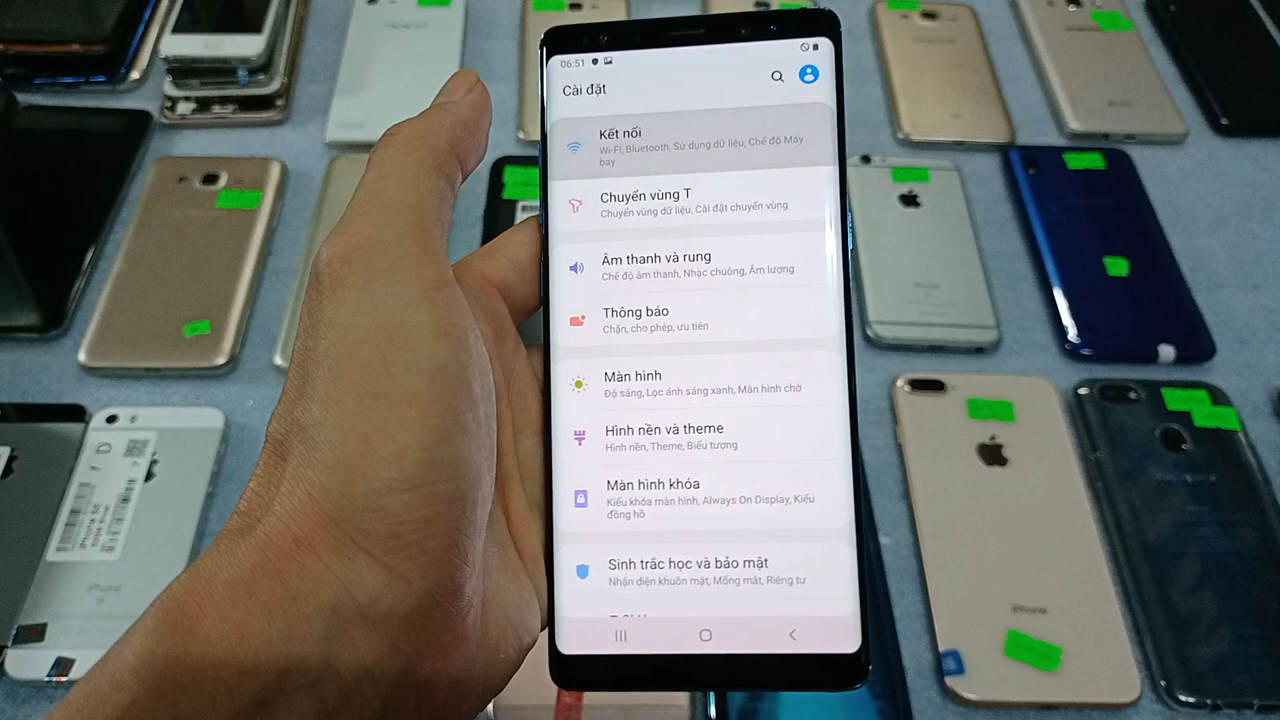 06:51
Cài đặt
Kết nối
Wi-Fi, Bluetooth, Sử dụng dữ liệu, Chế độ Máy
bay
Chuyển vùng T
Chuyển vùng dữ liệu, Cài đặt chuyển vùng
Âm thanh và rung
Chế độ âm thanh, Nhạc chuông, Âm lượng
Thông báo
Chặn, cho phép, ưu tiên
Màn hình
Độ sáng, Lọc ánh sáng xanh, Màn hình chờ
Hình nền và theme
Hình nền, Theme, Biểu tượng
Màn hình khóa
Kiểu khóa màn hình, Always On Display, Kiểu
đồng hồ
Sinh trắc học và bảo mật
Nhận diện khuôn mặt, Mống mắt, Riêng tư
iPhone
iPhone